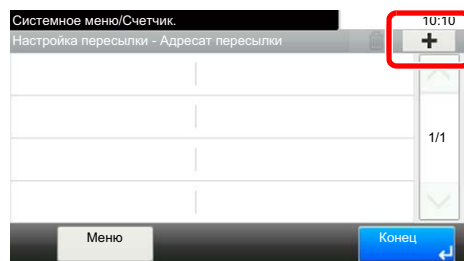 Системное меню/Счетчик. 10:10
Настройка пересылки - Адресат пересылки
1/1
Меню Конец